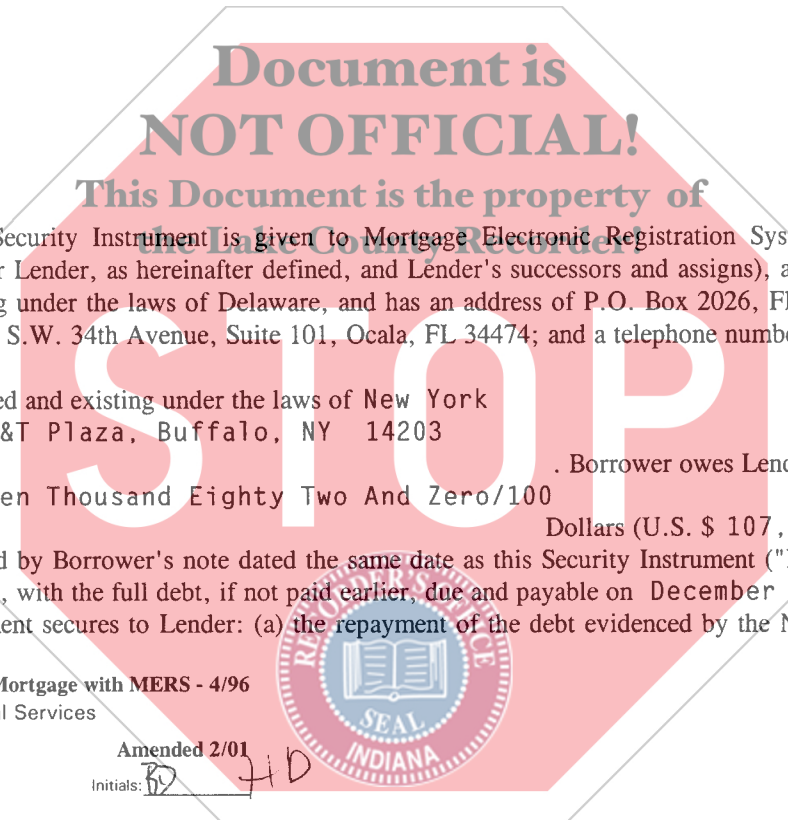 Document is
NOT OFFICIAL!
This Document is the property of
the Lake County Recorder!
Security Instrument is given to Mortgage Electronic Registration Sys
r Lender, as hereinafter defined, and Lender's successors and assigns), a
g under the laws of Delaware, and has an address of P.O. Box 2026, Fl
S.W. 34th Avenue, Suite 101, Ocala, FL 34474; and a telephone numbe
ed and existing under the laws of New York
&T Plaza, Buffalo, NY 14203
. Borrower owes Lend
en Thousand Eighty Two And Zero/100
Dollars (U.S. $ 107,
d by Borrower's note dated the same date as this Security Instrument ("
, with the full debt, if not paid earlier, due and payable on December
ent secures to Lender: (a) the repayment of the debt evidenced by the N
STOP
RECORDER'S OFFICE
SEAL
INDIANA
Mortgage with MERS - 4/96
l Services
Amended 2/01
Initials: BD HD